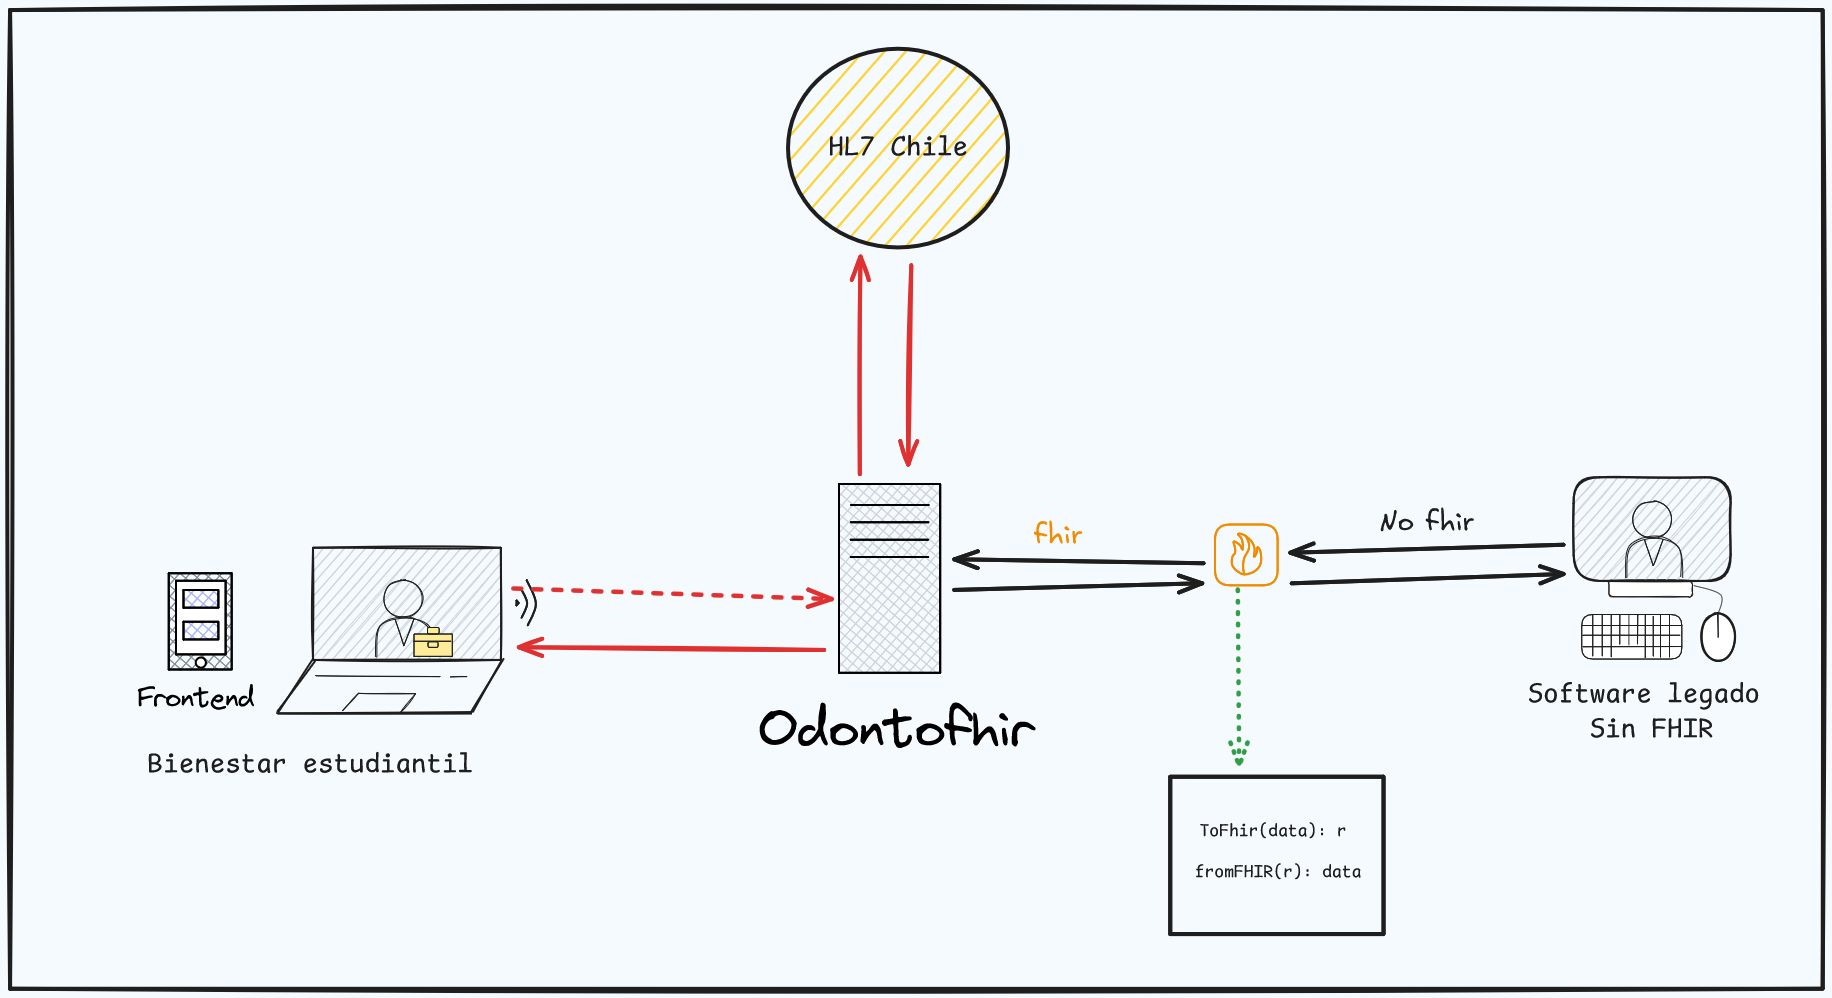 HL7 Chile
fhir
No fhir
Frontend
Bienestar estudiantil
Odontofhir
Software legado
Sin FHIR
ToFhir(data): r
fromFHIR(r): data